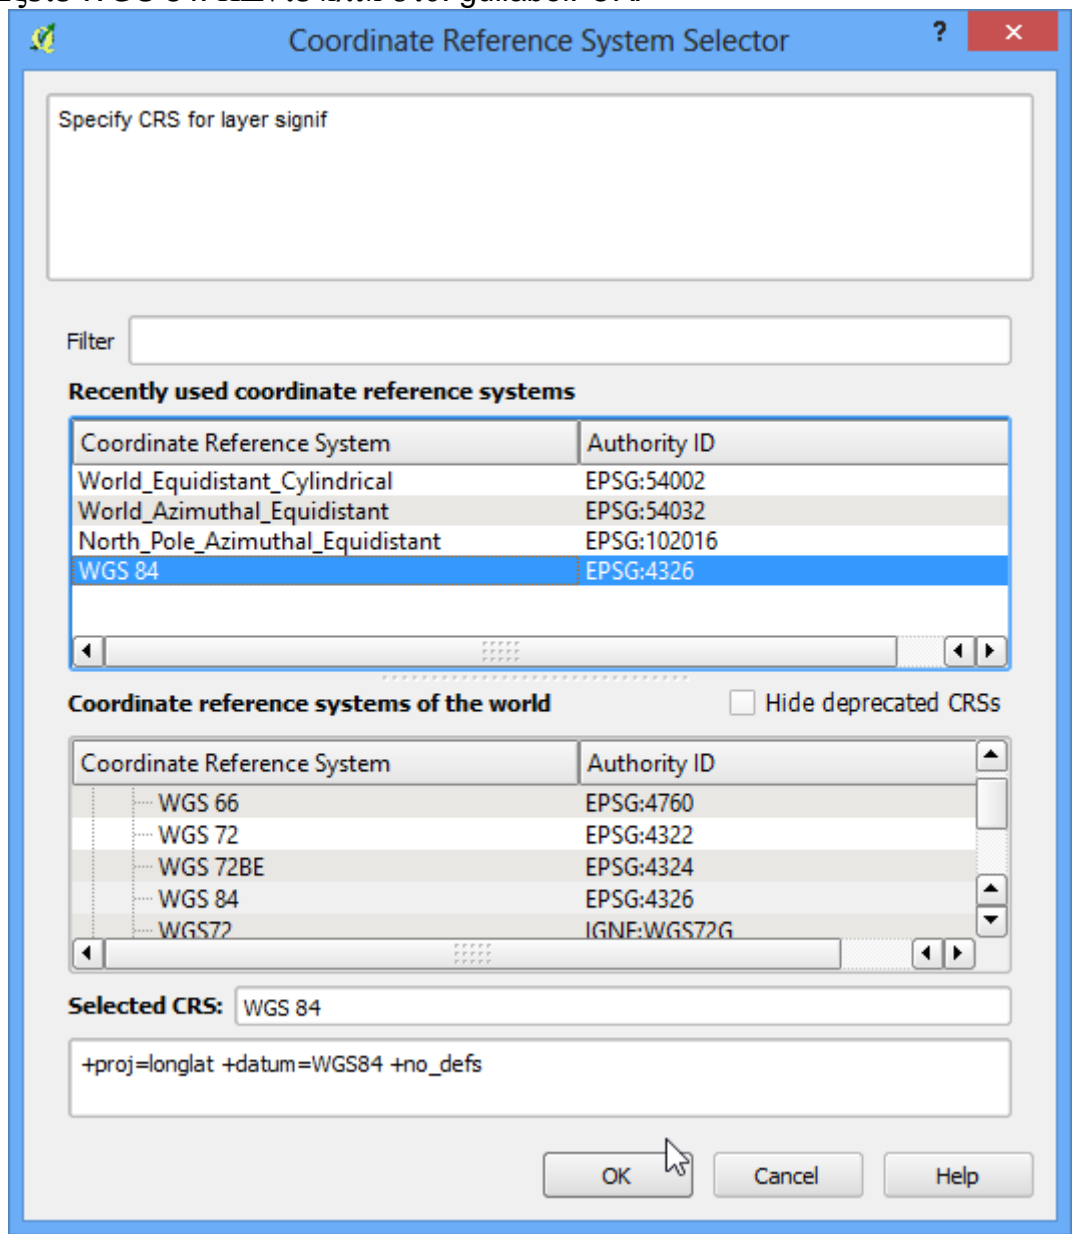 Coordinate Reference System Selector ?
Specify CRS for layer signif
Filter
Recently used coordinate reference systems
Coordinate Reference System Authority ID
World_Equidistant_Cylindrical EPSG:54002
World_Azimuthal_Equidistant EPSG:54032
North_Pole_Azimuthal_Equidistant EPSG:102016
WGS 84 EPSG:4326
Coordinate reference systems of the world Hide deprecated CRSs
Coordinate Reference System Authority ID
WGS 66 EPSG:4760
WGS 72 EPSG:4322
WGS 72BE EPSG:4324
WGS 84 EPSG:4326
WGS72 IGNF:WGS72G
Selected CRS: WGS 84
+proj=longlat +datum=WGS84 +no_defs
OK Cancel Help